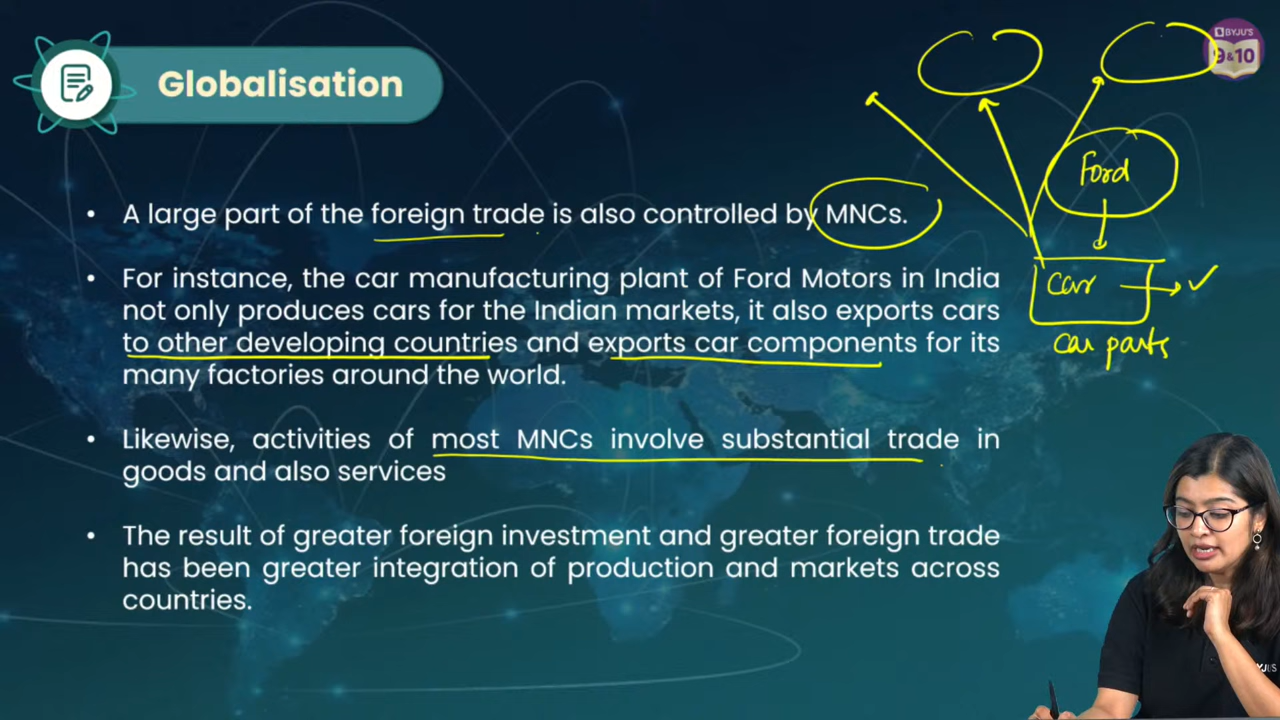 Globalisation
BYJU'S
9&10
Ford
• A large part of the foreign trade is also controlled by MNCs.
• For instance, the car manufacturing plant of Ford Motors in India
not only produces cars for the Indian markets, it also exports cars
to other developing countries and exports car components for its
many factories around the world.
car
car parts
• Likewise, activities of most MNCs involve substantial trade in
goods and also services
• The result of greater foreign investment and greater foreign trade
has been greater integration of production and markets across
countries.
BYJU'S